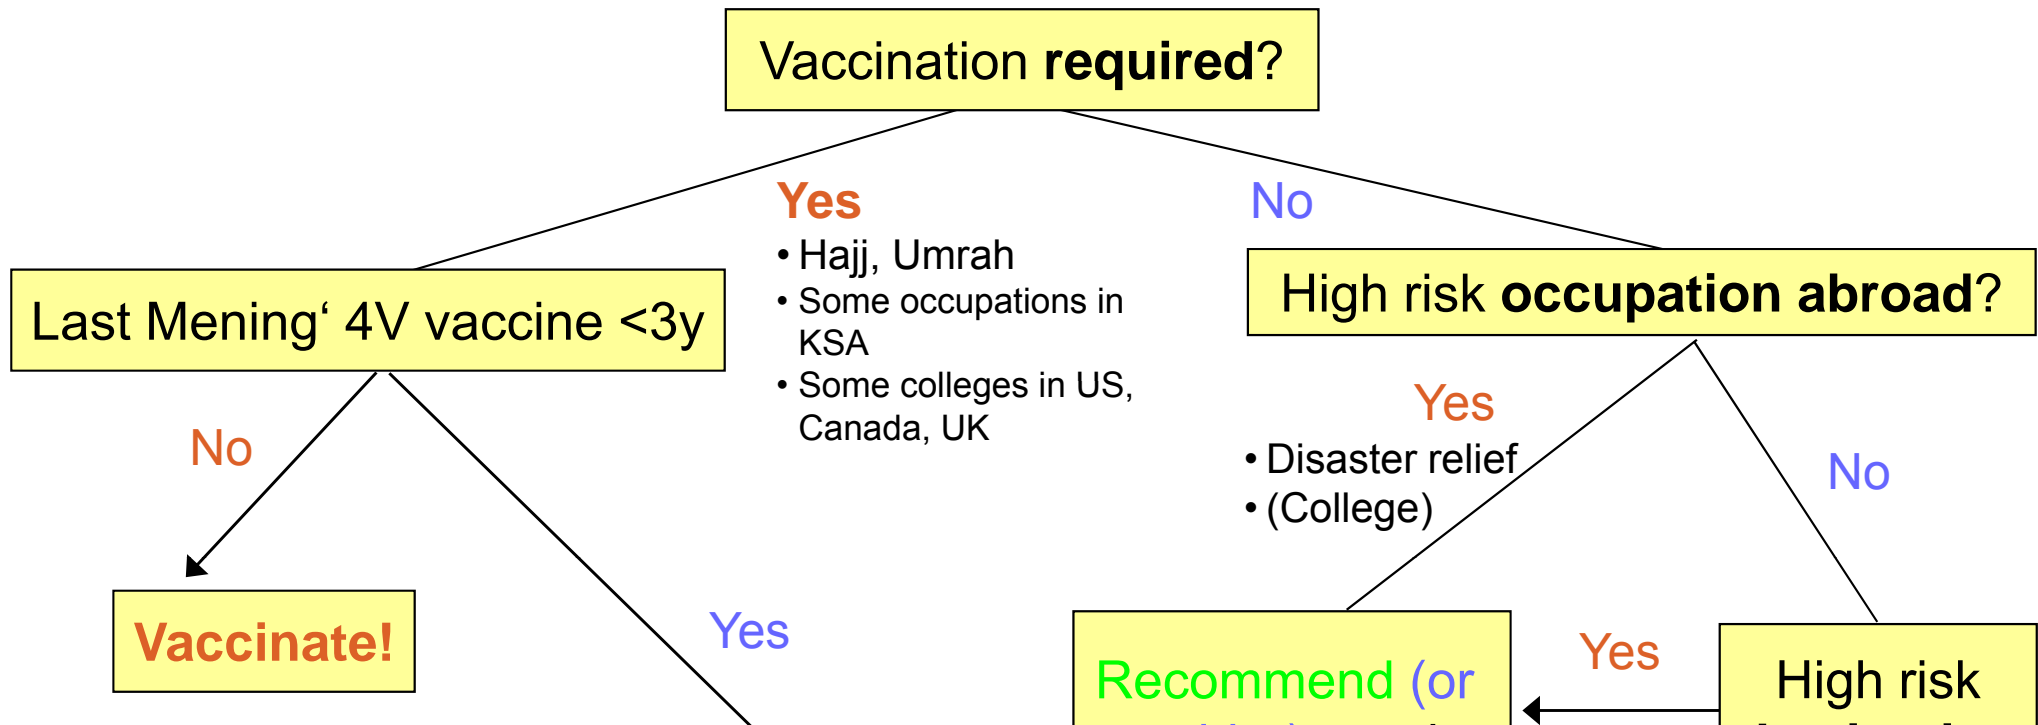 Vaccination required?
Yes
• Hajj, Umrah
• Some occupations in
KSA
• Some colleges in US,
Canada, UK
No
Last Mening‘ 4V vaccine <3y
High risk occupation abroad?
No
Vaccinate!
Yes
Yes
• Disaster relief
• (College)
No
Recommend (or
Yes
High risk